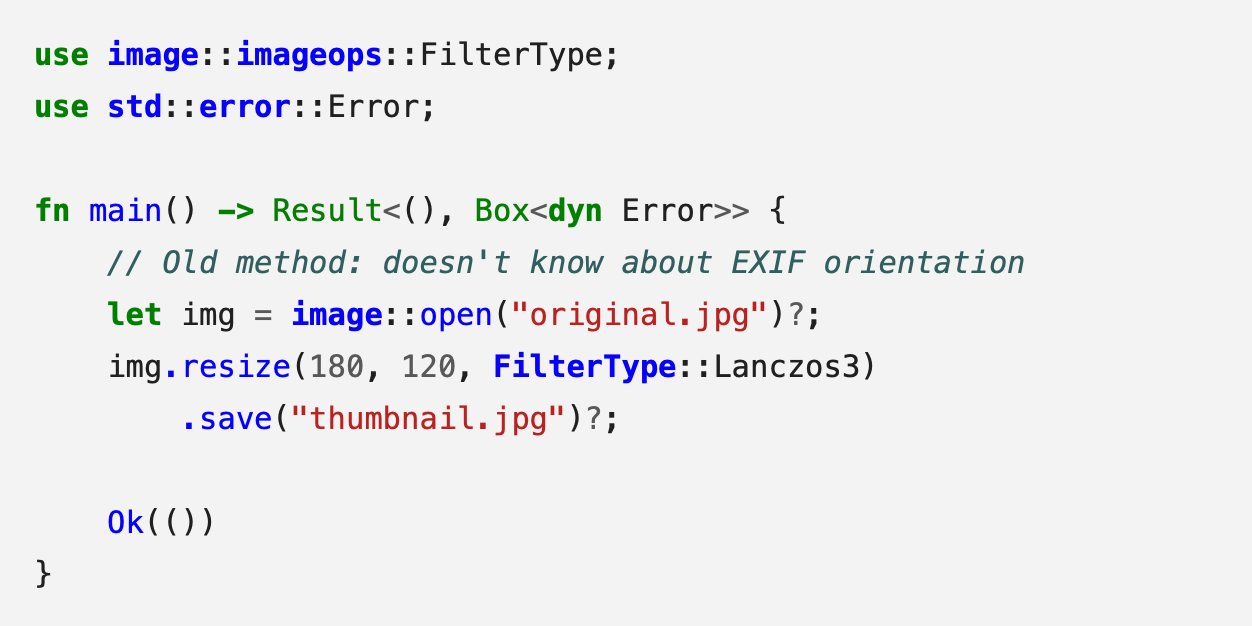 use image::imageops::FilterType;
use std::error::Error;

fn main() -> Result<(), Box<dyn Error>> {
    // Old method: doesn't know about EXIF orientation
    let img = image::open("original.jpg")?;
    img.resize(180, 120, FilterType::Lanczos3)
        .save("thumbnail.jpg")?;

    Ok(())
}